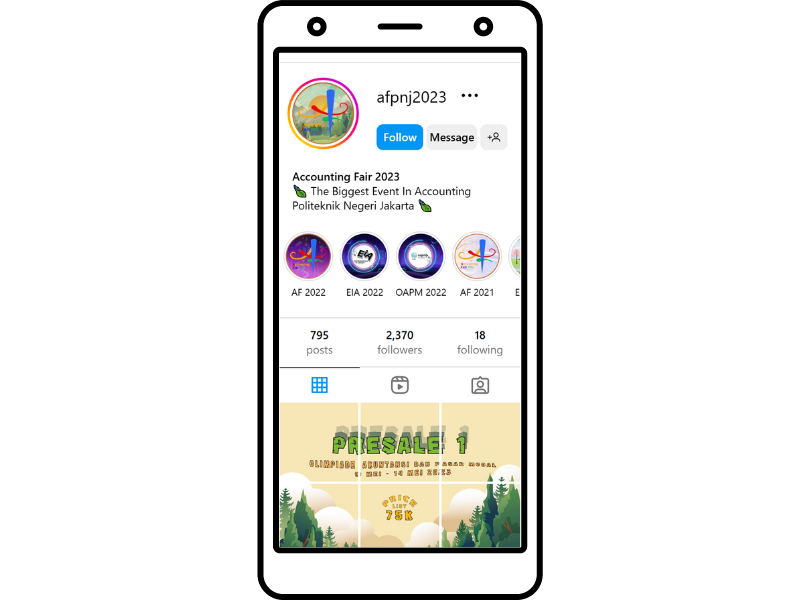 afpnj2023
Follow
Message
Accounting Fair 2023
The Biggest Event In Accounting
Politeknik Negeri Jakarta
EIA
AF 2022
EIA 2022
OAPM 2022
AF 2021
E
795
2,370
18
posts
followers
following
PRESALE 1
OLIMPIADE AKUNTANSI DAN PASAR MODAL
MEI - 14 MEI 2023
PRICE
LIST
75K